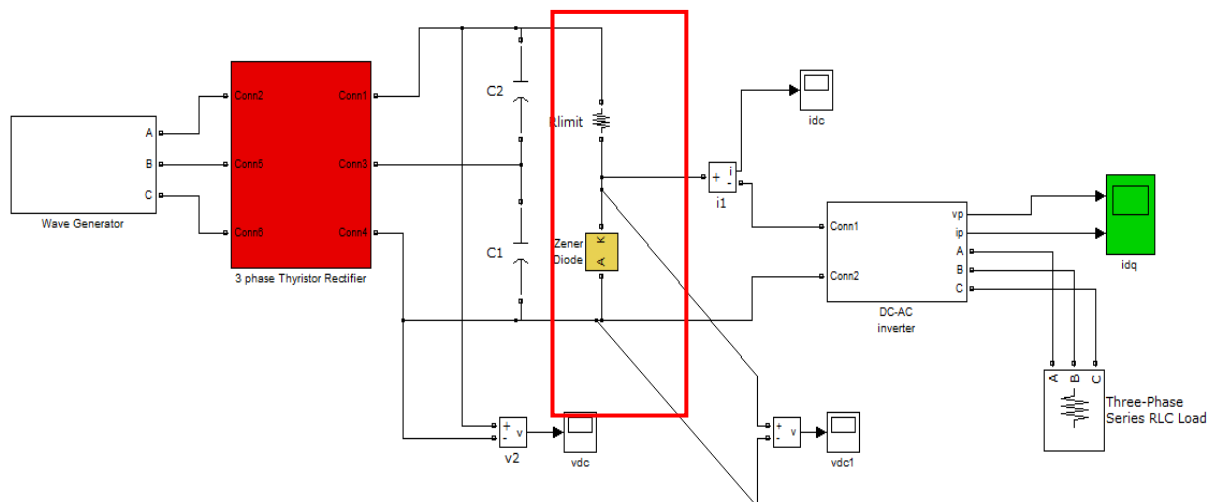 A
B
C
Wave Generator
Conn2
Conn5
Conn6
Conn1
Conn3
Conn4
3 phase Thyristor Rectifier
C2
C1
Rlimit
K
A
Zener
Diode
+
-
i
i1
idc
+
-
v
v2
vdc
+
-
v
vdc1
Conn1
Conn2
vp
ip
A
B
C
DC-AC
inverter
idq
A
B
C
Three-Phase
Series RLC Load